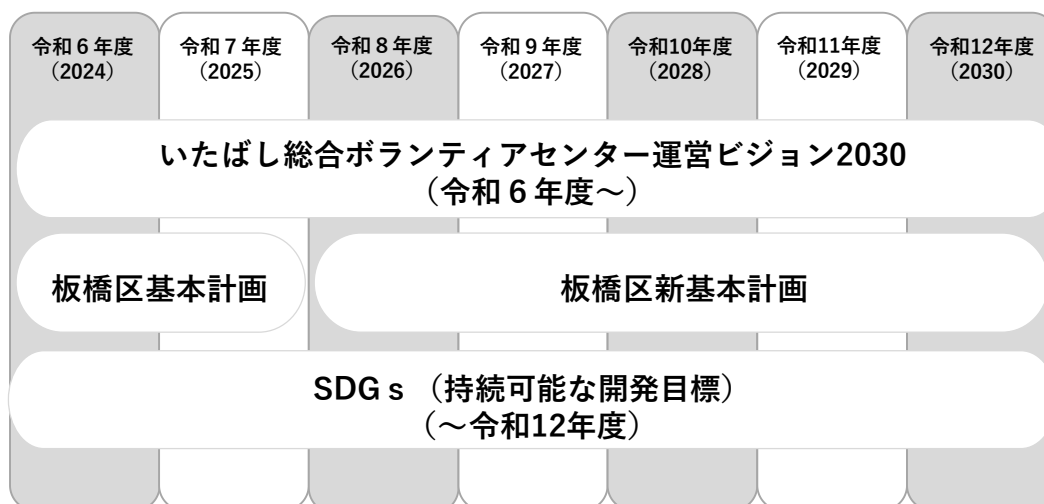 令和６年度
（2024）
令和７年度
（2025）
令和８年度
（2026）
令和９年度
（2027）
令和10年度
（2028）
令和11年度
（2029）
令和12年度
（2030）
いたばし総合ボランティアセンター運営ビジョン2030
（令和６年度～）
板橋区基本計画
板橋区新基本計画
SDGｓ（持続可能な開発目標）
（～令和12年度）